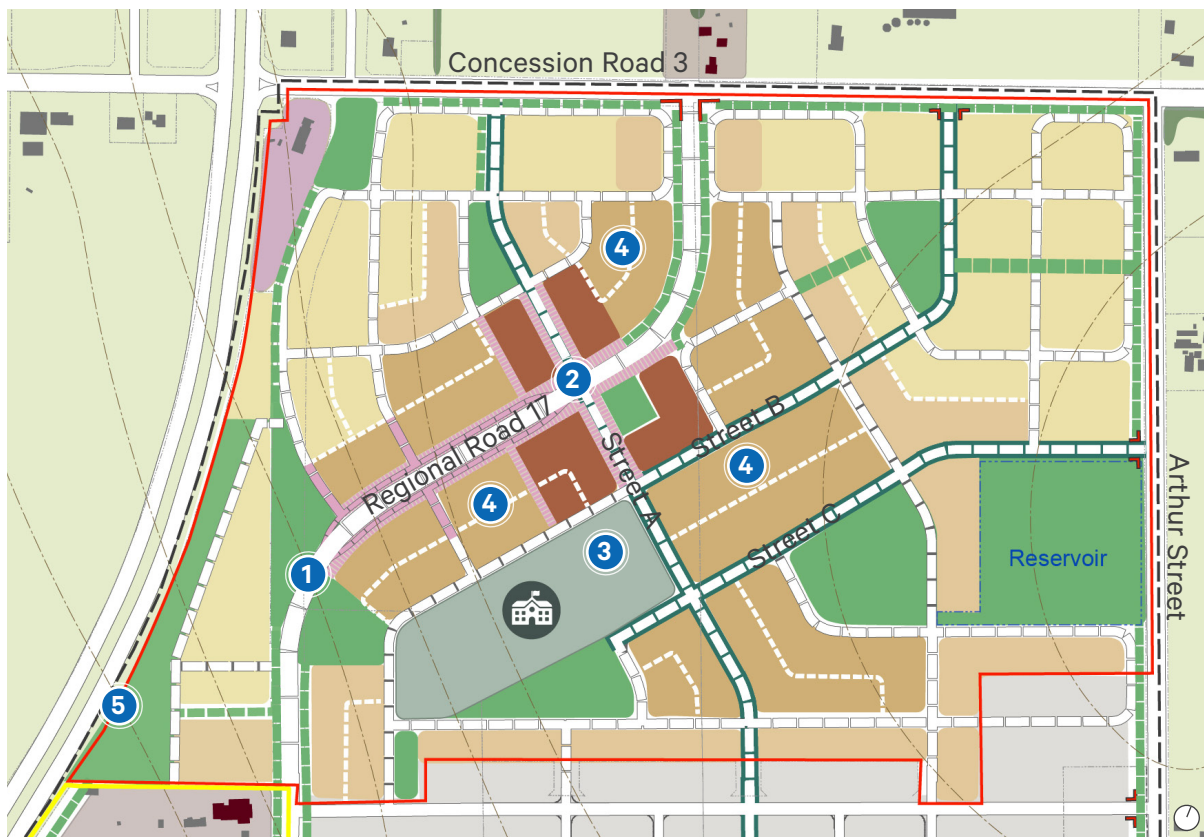 Concession Road 3
4
2
Regional Road 17
Street A
Street B
4
4
Street C
3
1
Reservoir
Arthur Street
5